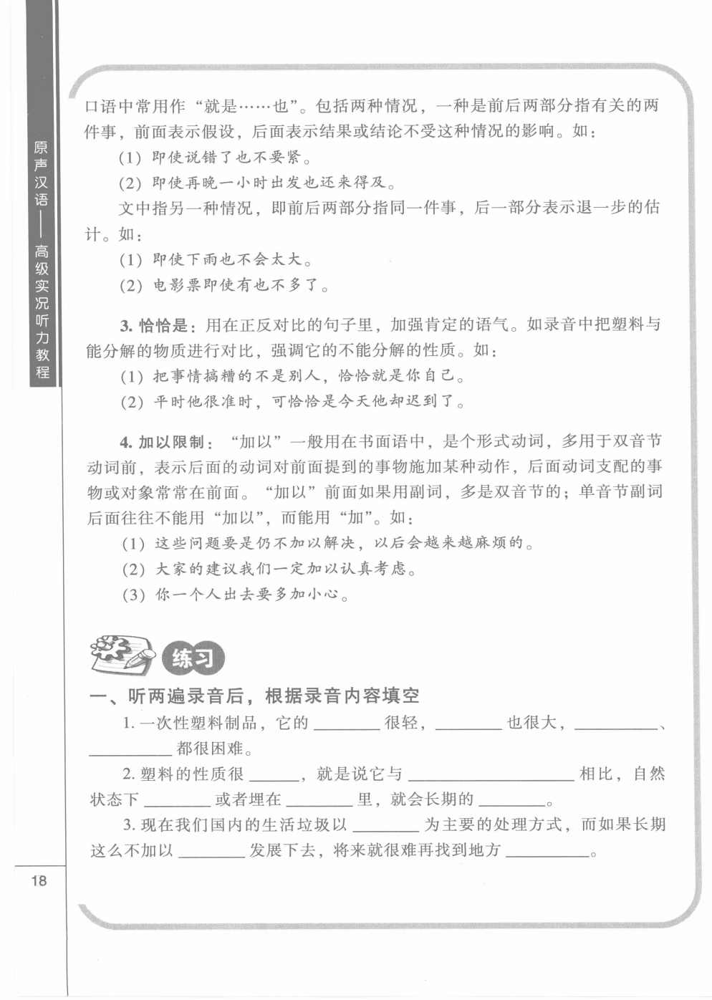 原声汉语——高级实况听力教程
口语中常用作“就是……也”。包括两种情况，一种是前后两部分指有关的两
件事，前面表示假设，后面表示结果或结论不受这种情况的影响。如：
(1) 即使说错了也不要紧。
(2) 即使再晚一小时出发也还来得及。
文中指另一种情况，即前后两部分指同一件事，后一部分表示退一步的估
计。如：
(1) 即使下雨也不会太大。
(2) 电影票即使有也不多了。
3. 恰恰是：用在正反对比的句子里，加强肯定的语气。如录音中把塑料与
能分解的物质进行对比，强调它的不能分解的性质。如：
(1) 把事情搞糟的不是别人，恰恰就是你自己。
(2) 平时他很准时，可恰恰是今天他却迟到了。
4. 加以限制：“加以”一般用在书面语中，是个形式动词，多用于双音节
动词前，表示后面的动词对前面提到的事物施加某种动作，后面动词支配的事
物或对象常常在前面。“加以”前面如果用副词，多是双音节的；单音节副词
后面往往不能用“加以”，而能用“加”。如：
(1) 这些问题要是仍不加以解决，以后会越来越麻烦的。
(2) 大家的建议我们一定加以认真考虑。
(3) 你一个人出去要多加小心。
练习
一、听两遍录音后，根据录音内容填空
1. 一次性塑料制品，它的 ________ 很轻，________ 也很大，__________、
__________ 都很困难。
2. 塑料的性质很 ______，就是说它与 ____________________ 相比，自然
状态下 ________ 或者埋在 ________ 里，就会长期的 ________。
3. 现在我们国内的生活垃圾以 ________ 为主要的处理方式，而如果长期
这么不加以 ________ 发展下去，将来就很难再找到地方 __________。
18